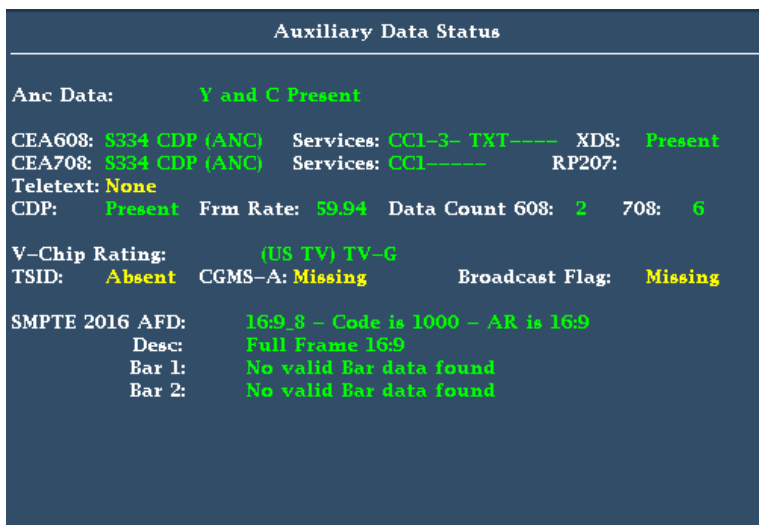 Auxiliary Data Status
Anc Data: Y and C Present
CEA608: S334 CDP (ANC) Services: CC1–3– TXT–––– XDS: Present
CEA708: S334 CDP (ANC) Services: CC1––––– RP207:
Teletext: None
CDP: Present Frm Rate: 59.94 Data Count 608: 2 708: 6
V–Chip Rating: (US TV) TV–G
TSID: Absent CGMS–A: Missing Broadcast Flag: Missing
SMPTE 2016 AFD: 16:9_8 – Code is 1000 – AR is 16:9
Desc: Full Frame 16:9
Bar 1: No valid Bar data found
Bar 2: No valid Bar data found